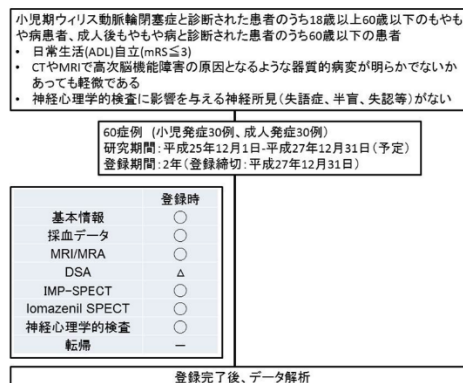 小児期ウィリス動脈輪閉塞症と診断された患者のうち18歳以上60歳以下のもやも
や病患者、成人後もやもや病と診断された患者のうち60歳以下の患者
• 日常生活(ADL)自立(mRS≦3)
• CTやMRIで高次脳機能障害の原因となるような器質的病変が明らかでないか
あっても軽微である
• 神経心理学的検査に影響を与える神経所見(失語症、半盲、失認等)がない
60症例 (小児発症30例、成人発症30例)
研究期間:平成25年12月1日-平成27年12月31日(予定)
登録期間:2年(登録締切:平成27年12月31日)
登録時
基本情報 ○
採血データ ○
MRI/MRA ○
DSA △
IMP-SPECT ○
Iomazenil SPECT ○
神経心理学的検査 ○
転帰 －
登録完了後、データ解析